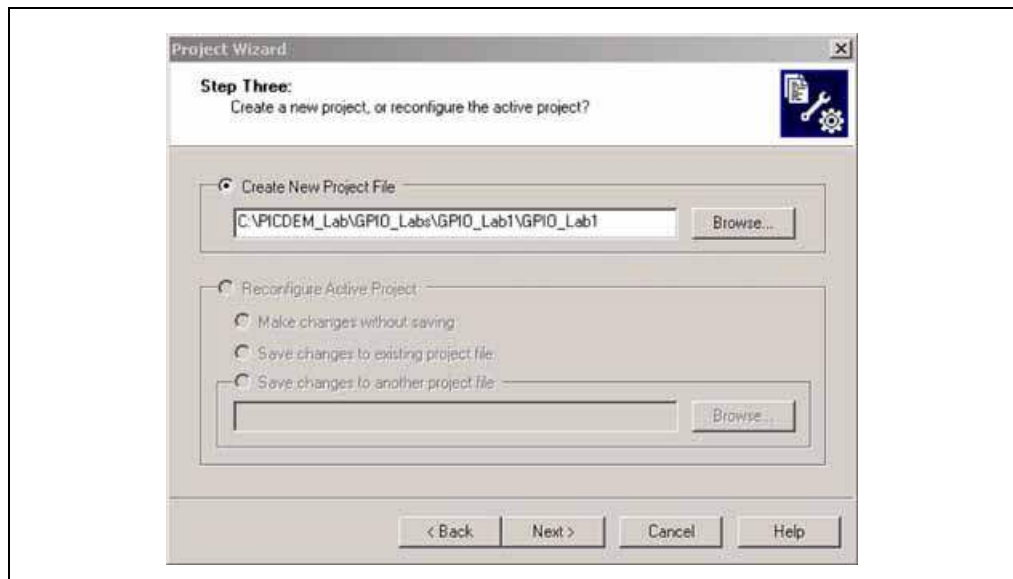 Project Wizard
Step Three:
Create a new project, or reconfigure the active project?
Create New Project File
C:\PICDEM_Lab\GPIO_Labs\GPIO_Lab1\GPIO_Lab1
Browse...
Reconfigure Active Project
Make changes without saving
Save changes to existing project file
Save changes to another project file
Browse...
< Back
Next >
Cancel
Help